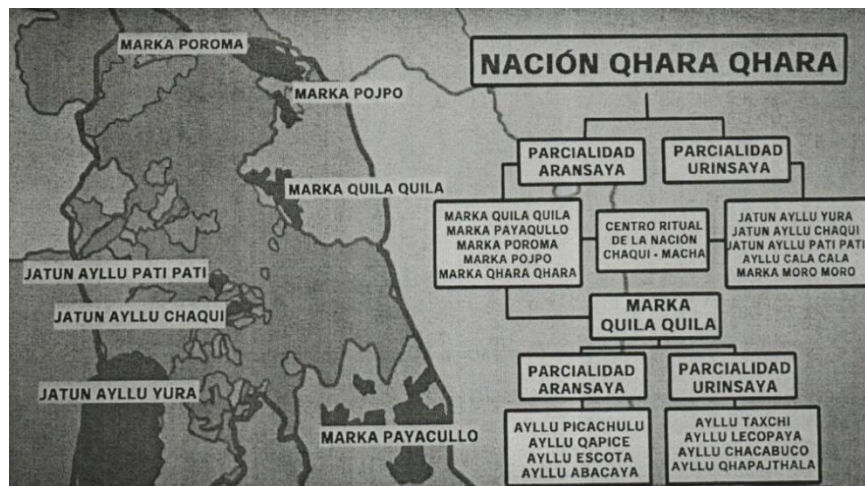 MARKA POROMA
MARKA POJPO
MARKA QUILA QUILA
JATUN AYLLU PATI PATI
JATUN AYLLU CHAQUI
JATUN AYLLU YURA
MARKA PAYACULLO
NACIÓN QHARA QHARA
PARCIALIDAD
ARANSAYA
PARCIALIDAD
URINSAYA
MARKA QUILA QUILA
MARKA PAYAQULLO
MARKA POROMA
MARKA POJPO
MARKA QHARA QHARA
CENTRO RITUAL
DE LA NACIÓN
CHAQUI - MACHA
JATUN AYLLU YURA
JATUN AYLLU CHAQUI
JATUN AYLLU PATI PATI
AYLLU CALA CALA
MARKA MORO MORO
MARKA
QUILA QUILA
PARCIALIDAD
ARANSAYA
PARCIALIDAD
URINSAYA
AYLLU PICACHULU
AYLLU QAPICE
AYLLU ESCOTA
AYLLU ABACAYA
AYLLU TAXCHI
AYLLU LECOPAYA
AYLLU CHACABUCO
AYLLU QHAPAJTHALA